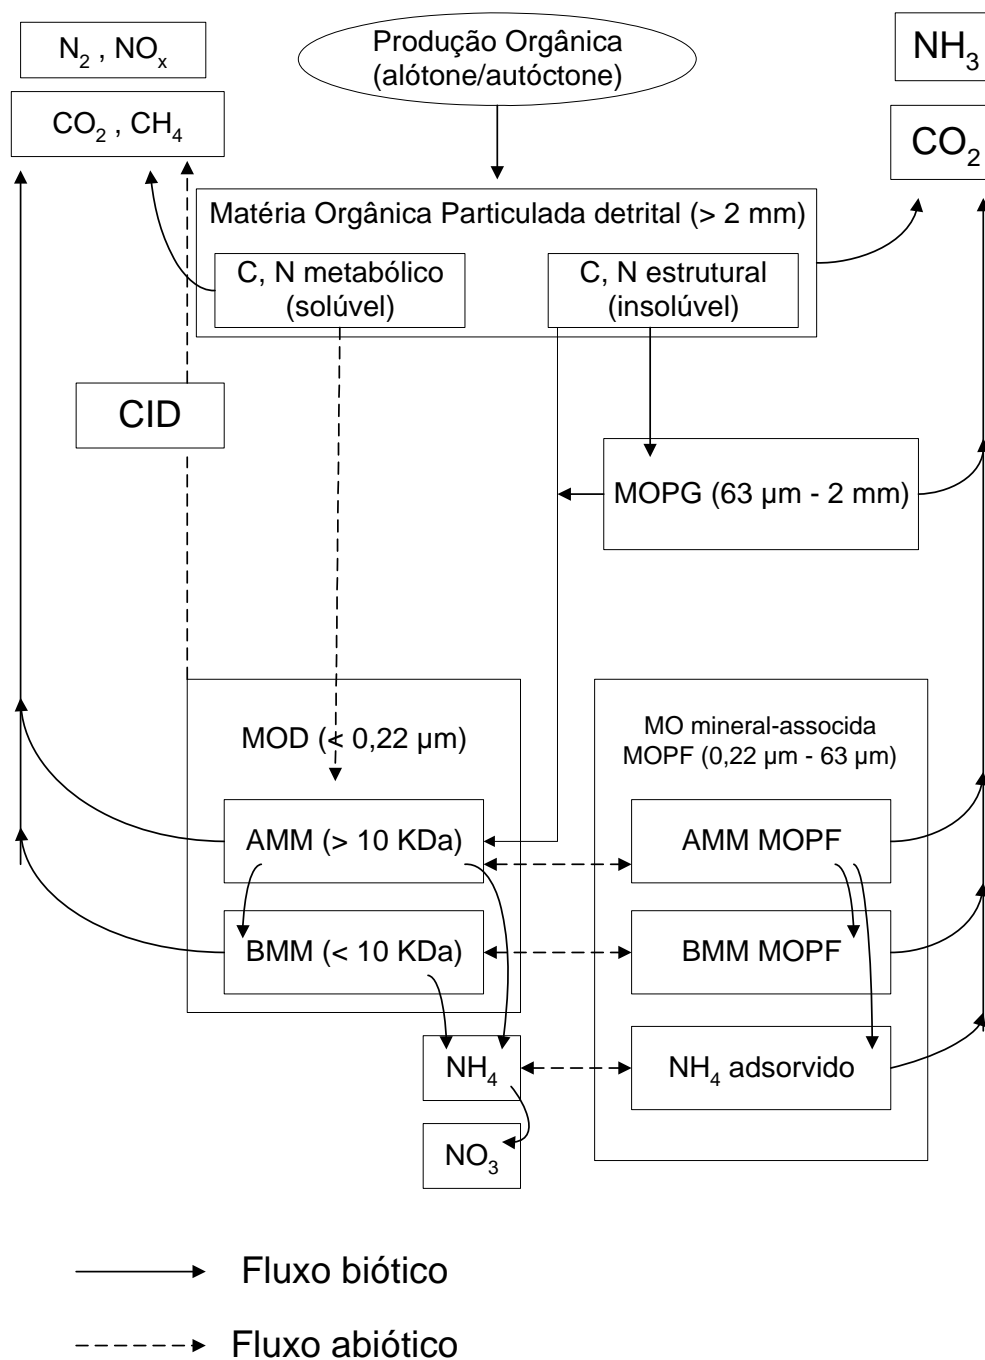 N2 , NOx
CO2 , CH4
Produção Orgânica
(alótone/autóctone)
NH3
CO2
Matéria Orgânica Particulada detrital (> 2 mm)
C, N metabólico
(solúvel)
C, N estrutural
(insolúvel)
CID
MOPG (63 µm - 2 mm)
MOD (< 0,22 µm)
MO mineral-associda
MOPF (0,22 µm - 63 µm)
AMM (> 10 KDa)
AMM MOPF
BMM (< 10 KDa)
BMM MOPF
NH4
NH4 adsorvido
NO3
Fluxo biótico
Fluxo abiótico